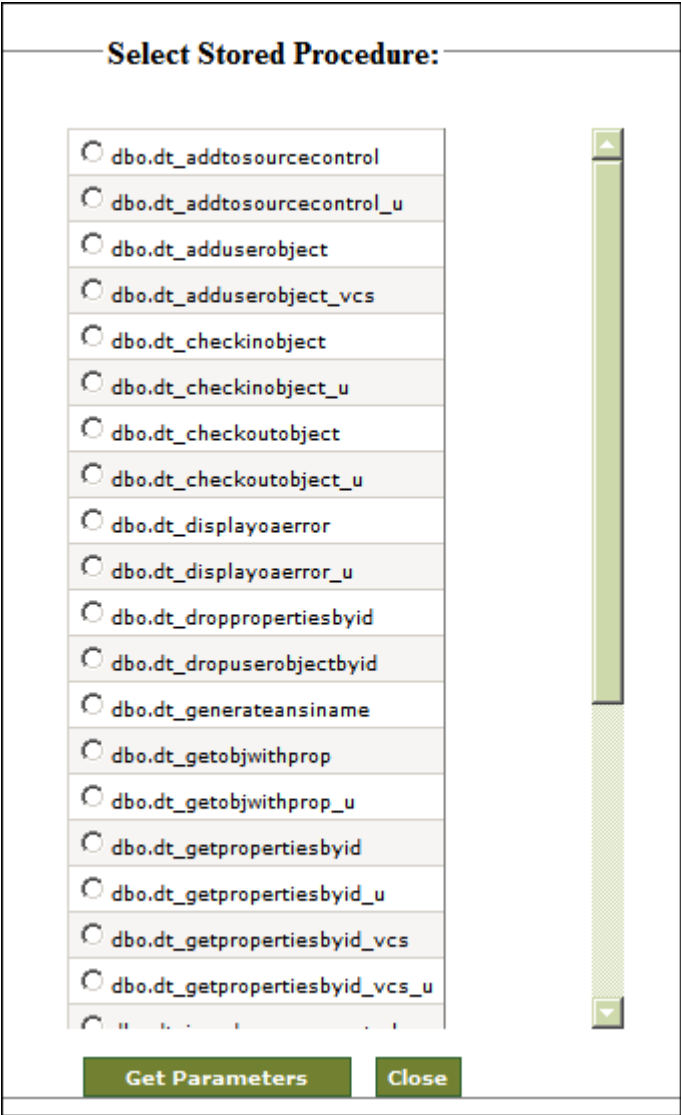 Select Stored Procedure:
dbo.dt_addtosourcecontrol
dbo.dt_addtosourcecontrol_u
dbo.dt_adduserobject
dbo.dt_adduserobject_vcs
dbo.dt_checkinobject
dbo.dt_checkinobject_u
dbo.dt_checkoutobject
dbo.dt_checkoutobject_u
dbo.dt_displayoaerror
dbo.dt_displayoaerror_u
dbo.dt_droppropertiesbyid
dbo.dt_dropuserobjectbyid
dbo.dt_generateansiname
dbo.dt_getobjwithprop
dbo.dt_getobjwithprop_u
dbo.dt_getpropertiesbyid
dbo.dt_getpropertiesbyid_u
dbo.dt_getpropertiesbyid_vcs
dbo.dt_getpropertiesbyid_vcs_u
Get Parameters Close